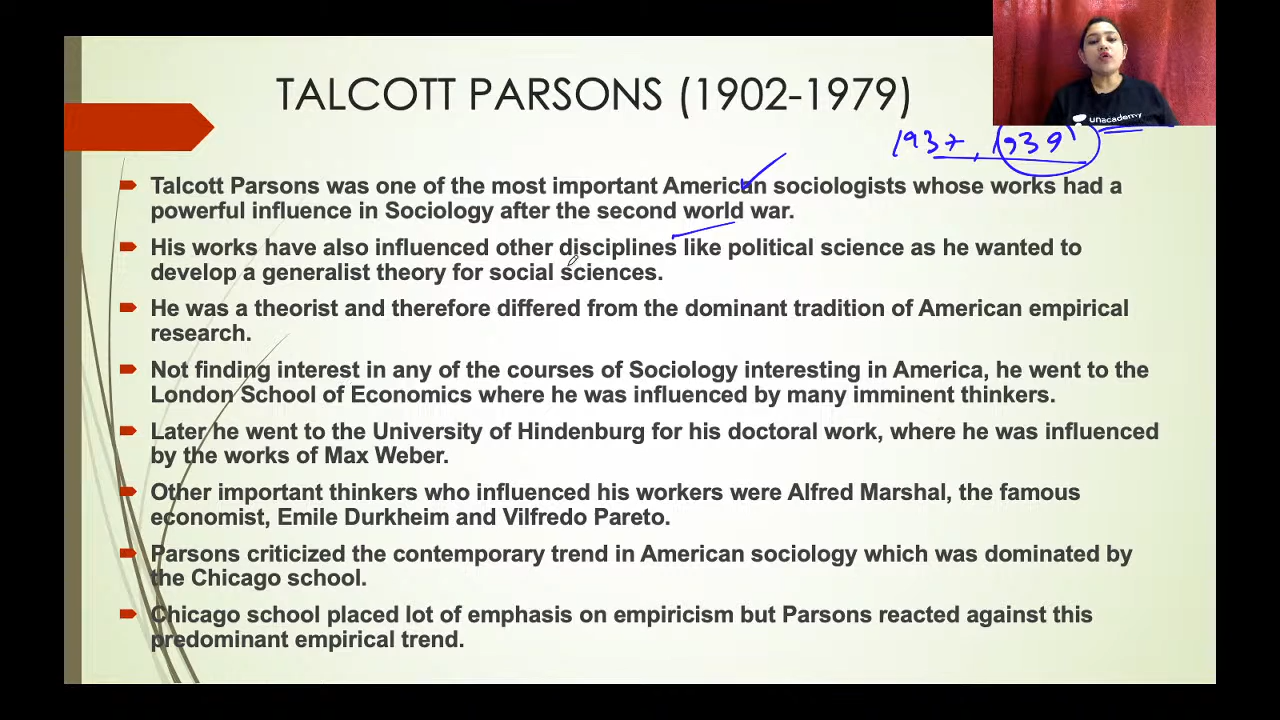 TALCOTT PARSONS (1902-1979)
unacademy
1937, 1939
Talcott Parsons was one of the most important American sociologists whose works had a
powerful influence in Sociology after the second world war.
His works have also influenced other disciplines like political science as he wanted to
develop a generalist theory for social sciences.
He was a theorist and therefore differed from the dominant tradition of American empirical
research.
Not finding interest in any of the courses of Sociology interesting in America, he went to the
London School of Economics where he was influenced by many imminent thinkers.
Later he went to the University of Hindenburg for his doctoral work, where he was influenced
by the works of Max Weber.
Other important thinkers who influenced his workers were Alfred Marshal, the famous
economist, Emile Durkheim and Vilfredo Pareto.
Parsons criticized the contemporary trend in American sociology which was dominated by
the Chicago school.
Chicago school placed lot of emphasis on empiricism but Parsons reacted against this
predominant empirical trend.